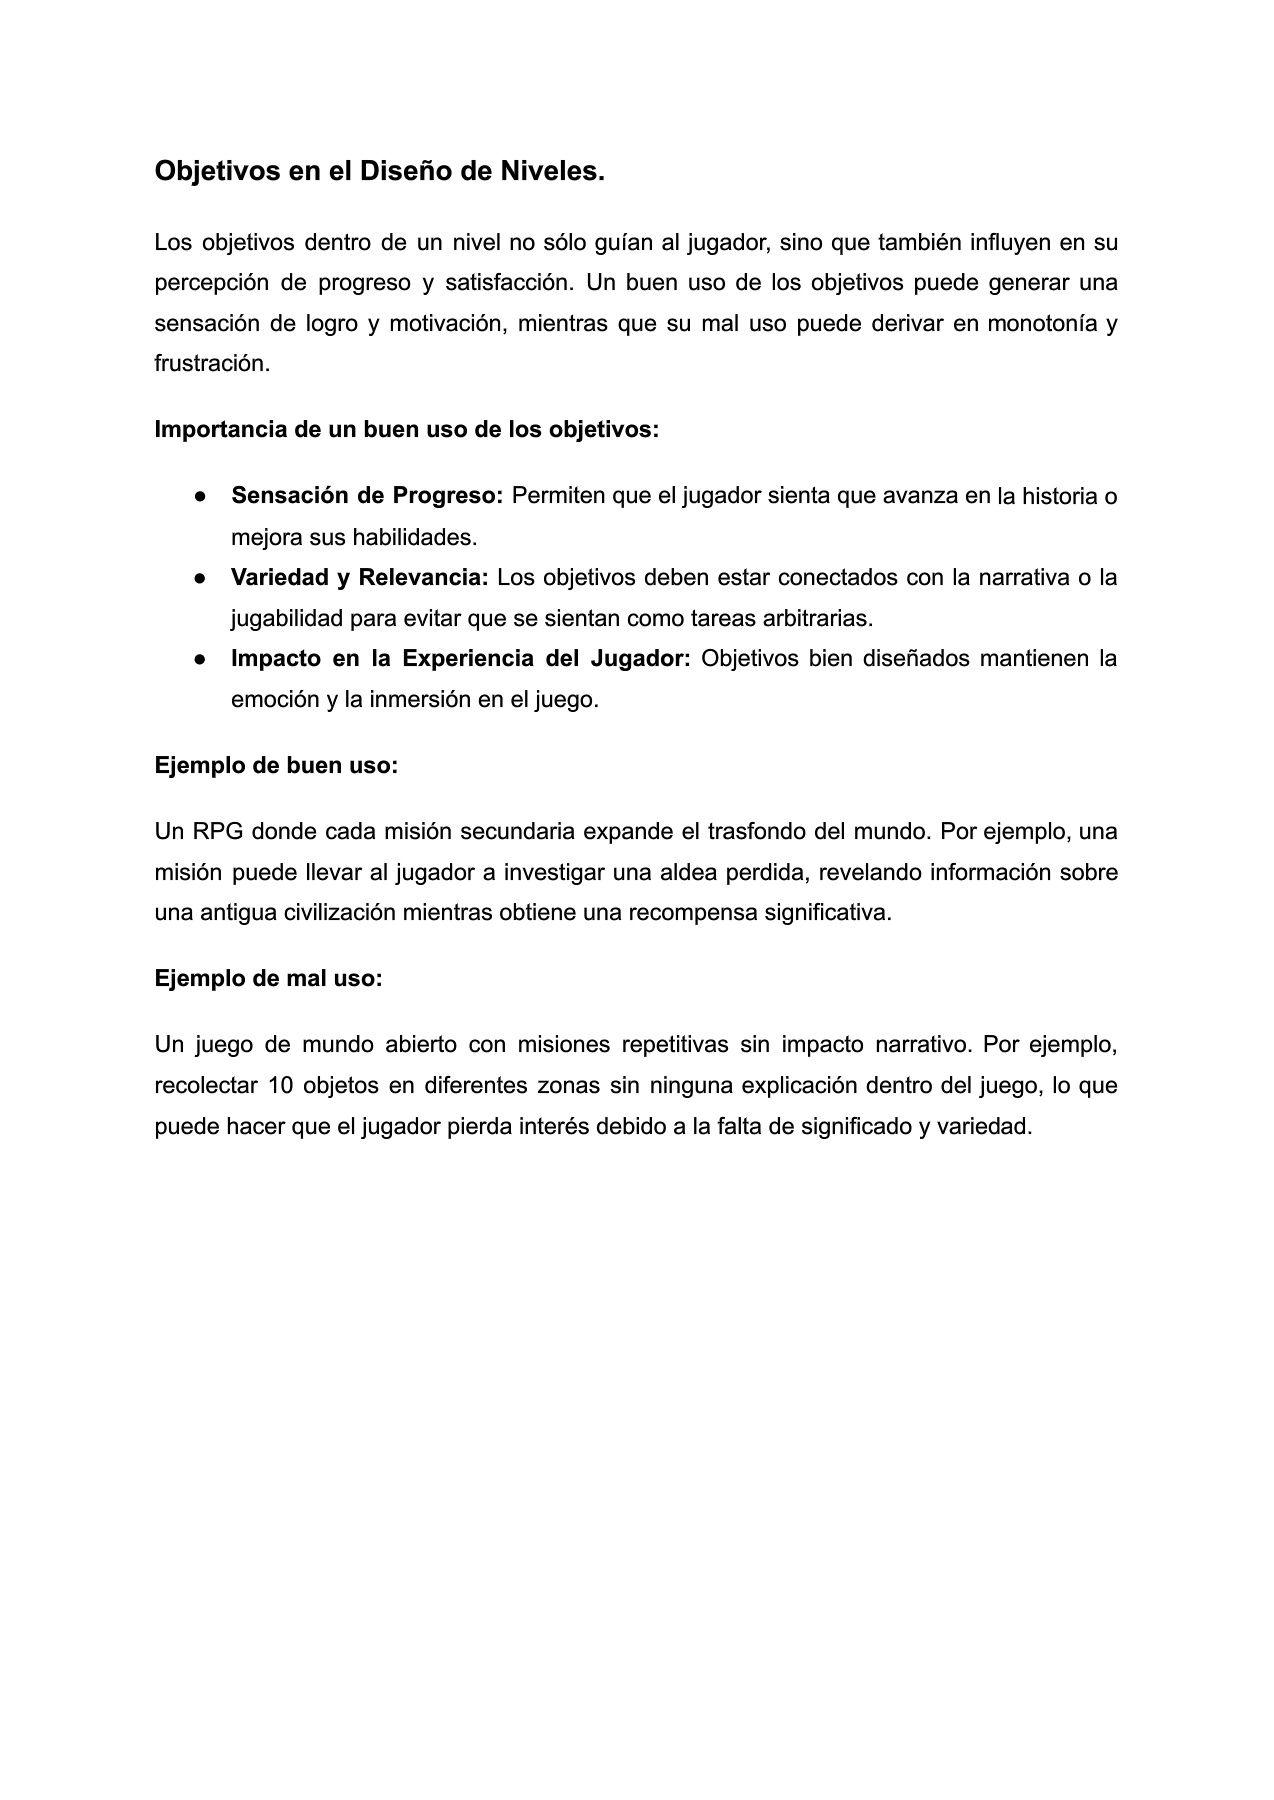 Objetivos en el Diseño de Niveles.
Los objetivos dentro de un nivel no sólo guían al jugador, sino que también influyen en su
percepción de progreso y satisfacción. Un buen uso de los objetivos puede generar una
sensación de logro y motivación, mientras que su mal uso puede derivar en monotonía y
frustración.
Importancia de un buen uso de los objetivos:
● Sensación de Progreso: Permiten que el jugador sienta que avanza en la historia o
mejora sus habilidades.
● Variedad y Relevancia: Los objetivos deben estar conectados con la narrativa o la
jugabilidad para evitar que se sientan como tareas arbitrarias.
● Impacto en la Experiencia del Jugador: Objetivos bien diseñados mantienen la
emoción y la inmersión en el juego.
Ejemplo de buen uso:
Un RPG donde cada misión secundaria expande el trasfondo del mundo. Por ejemplo, una
misión puede llevar al jugador a investigar una aldea perdida, revelando información sobre
una antigua civilización mientras obtiene una recompensa significativa.
Ejemplo de mal uso:
Un juego de mundo abierto con misiones repetitivas sin impacto narrativo. Por ejemplo,
recolectar 10 objetos en diferentes zonas sin ninguna explicación dentro del juego, lo que
puede hacer que el jugador pierda interés debido a la falta de significado y variedad.